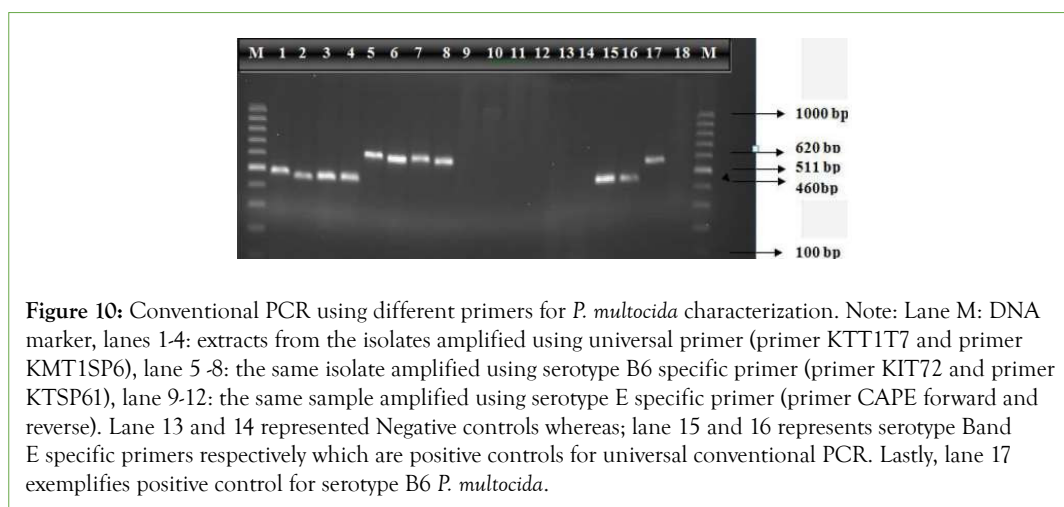 M 1 2 3 4 5 6 7 8 9 10 11 12 13 14 15 16 17 18 M
1000 bp
620 bp
511 bp
460bp
100 bp
Figure 10: Conventional PCR using different primers for P. multocida characterization. Note: Lane M: DNA
marker, lanes 1-4: extracts from the isolates amplified using universal primer (primer KTT1T7 and primer
KMT1SP6), lane 5 -8: the same isolate amplified using serotype B6 specific primer (primer KIT72 and primer
KTSP61), lane 9-12: the same sample amplified using serotype E specific primer (primer CAPE forward and
reverse). Lane 13 and 14 represented Negative controls whereas; lane 15 and 16 represents serotype Band
E specific primers respectively which are positive controls for universal conventional PCR. Lastly, lane 17
exemplifies positive control for serotype B6 P. multocida.